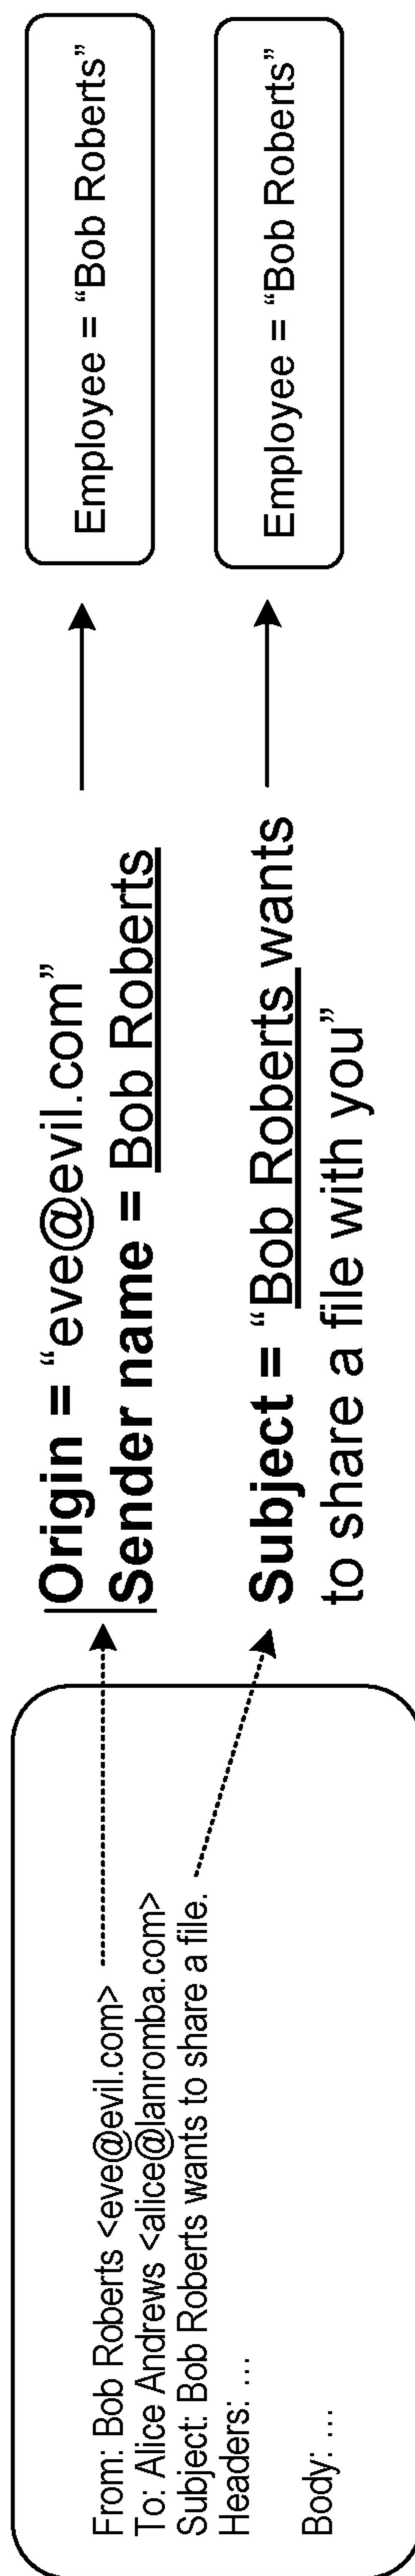 From: Bob Roberts <eve@evil.com>
To: Alice Andrews <alice@lanromba.com>
Subject: Bob Roberts wants to share a file.
Headers: ...
Body: ...
Origin = “eve@evil.com”
Sender name = Bob Roberts
Subject = “Bob Roberts wants
to share a file with you”
Employee = “Bob Roberts”
Employee = “Bob Roberts”